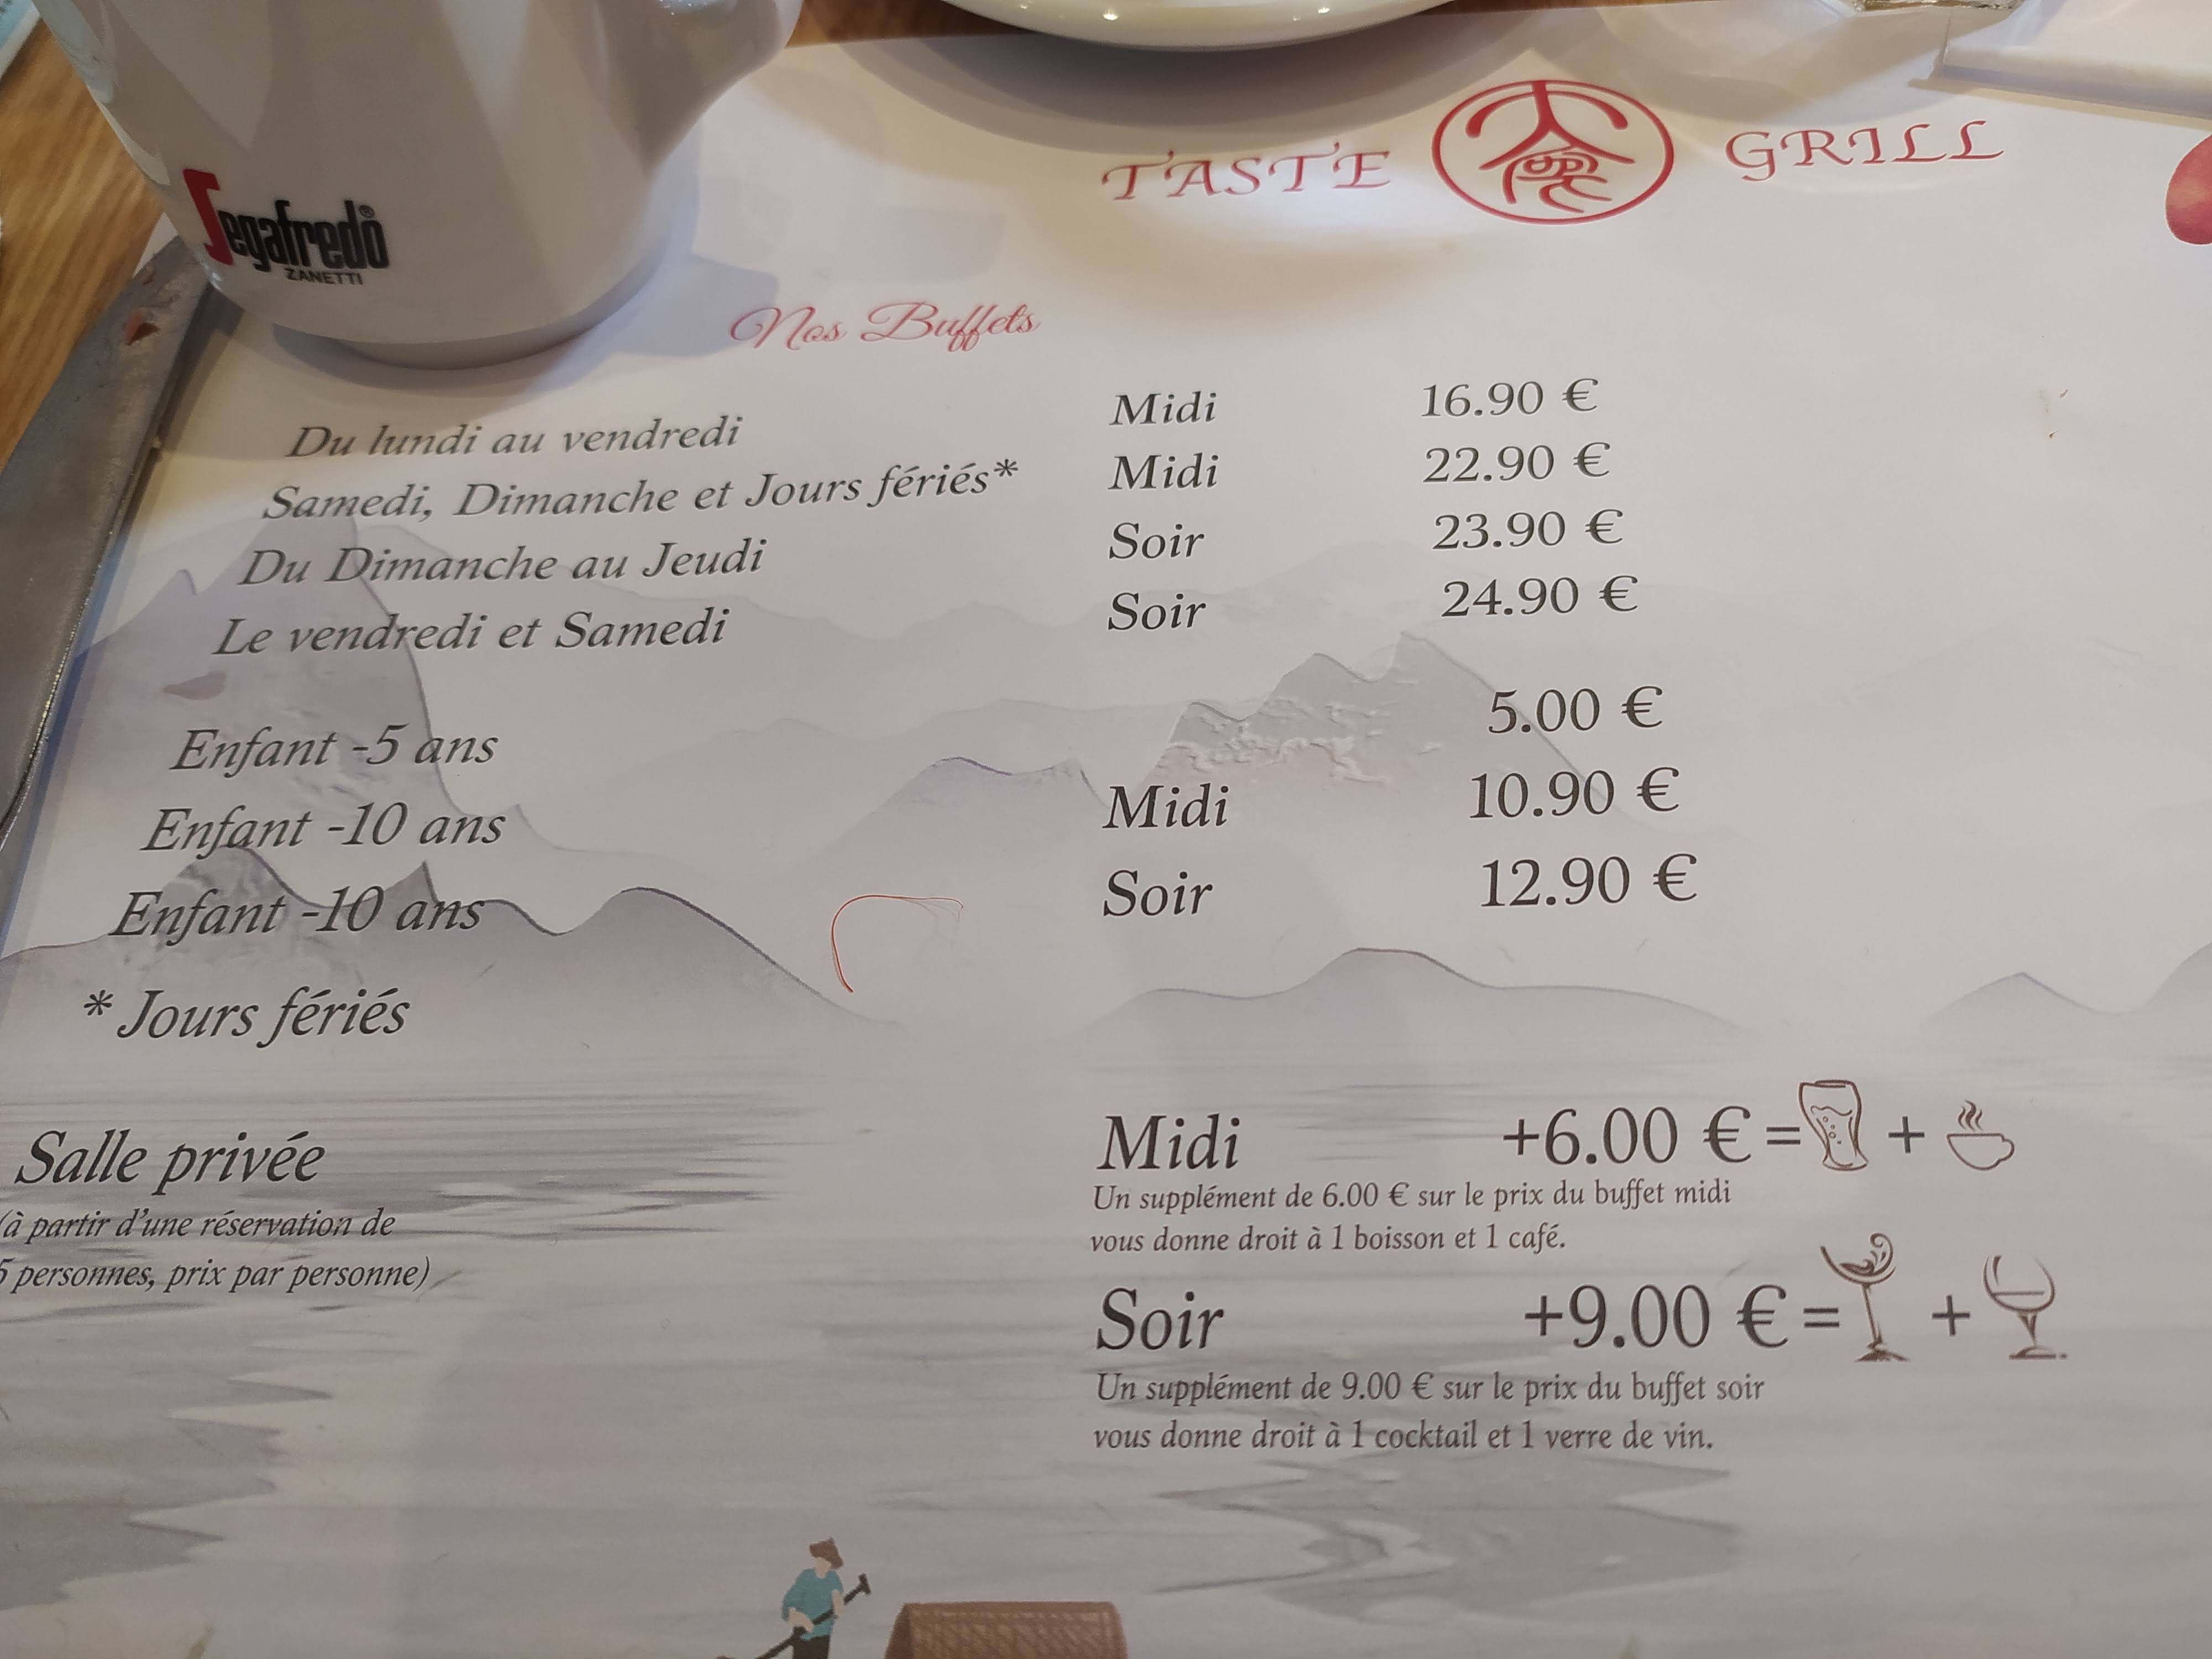 Segafredo®
ZANETTI
TASTE GRILL
Nos Buffets
Du lundi au vendredi Midi 16.90 €
Samedi, Dimanche et Jours fériés* Midi 22.90 €
Du Dimanche au Jeudi Soir 23.90 €
Le vendredi et Samedi Soir 24.90 €
Enfant -5 ans 5.00 €
Enfant -10 ans Midi 10.90 €
Enfant -10 ans Soir 12.90 €
* Jours fériés
Salle privée
(à partir d'une réservation de
5 personnes, prix par personne)
Midi +6.00 € = +
Un supplément de 6.00 € sur le prix du buffet midi
vous donne droit à 1 boisson et 1 café.
Soir +9.00 € = +
Un supplément de 9.00 € sur le prix du buffet soir
vous donne droit à 1 cocktail et 1 verre de vin.